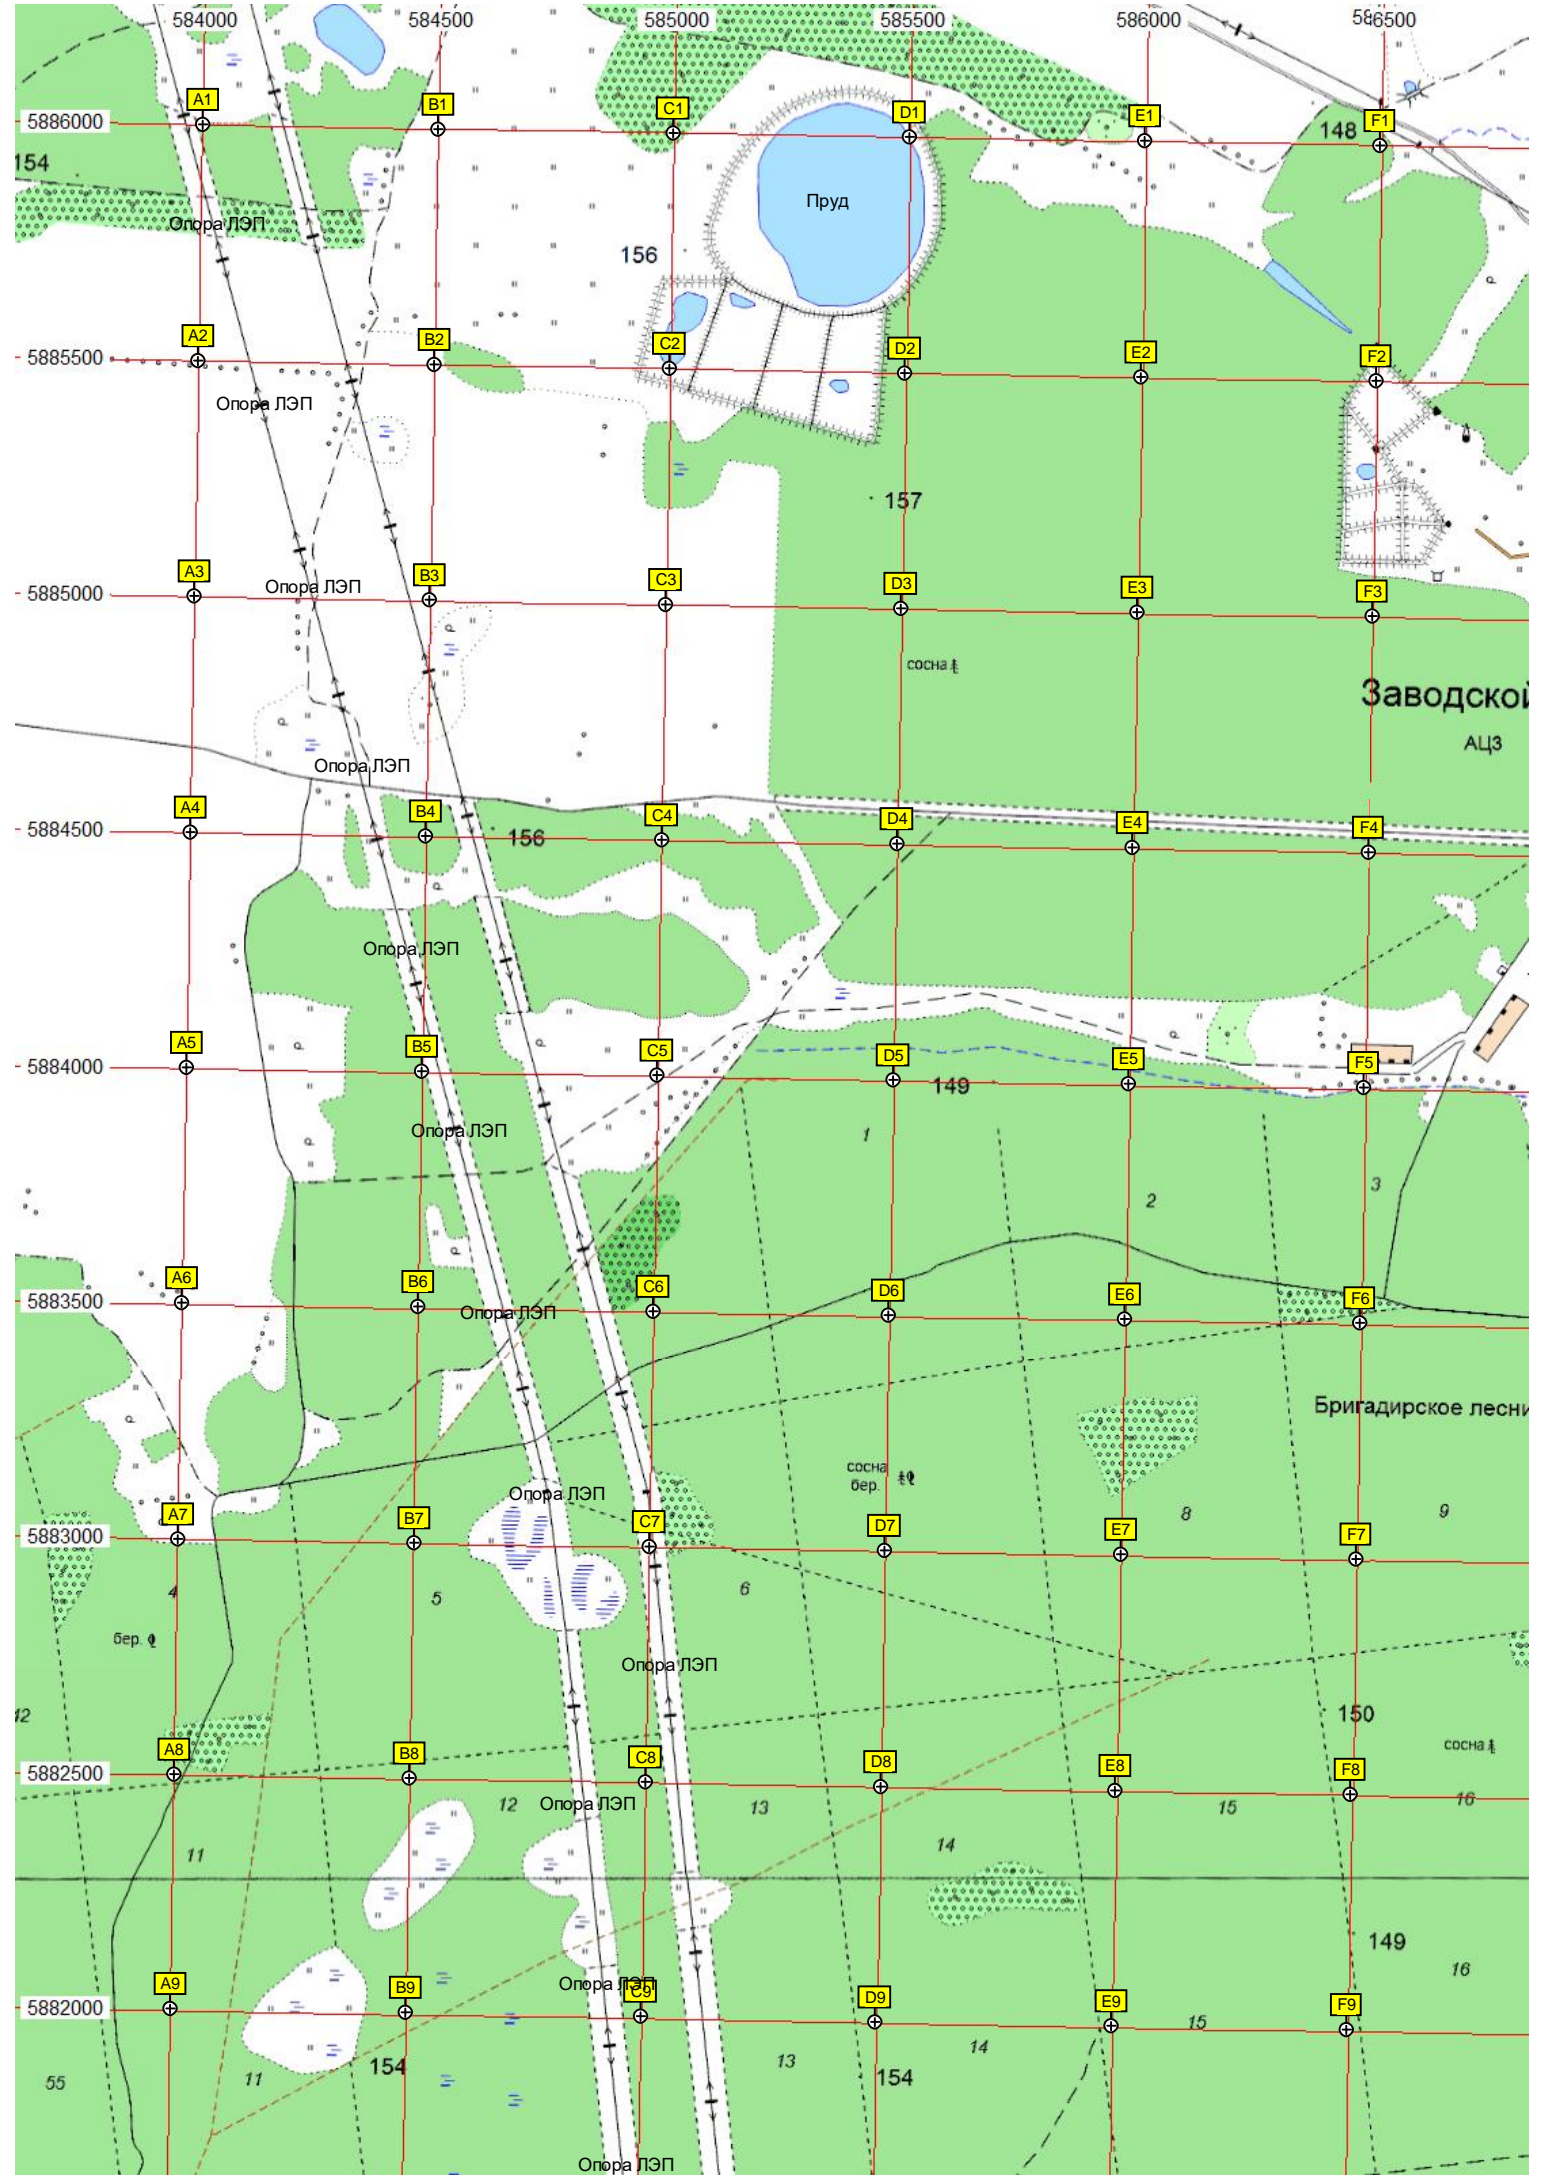 584000 584500 585000 585500 586000 586500
A1 B1 C1 D1 E1 F1
5886000
148
154
Пруд
Опора ЛЭП
156
A2 B2 C2 D2 E2 F2
5885500
Опора ЛЭП
157
A3 B3 C3 D3 E3 F3
5885000
Опора ЛЭП
сосна
Заводской
АЦЗ
Опора ЛЭП
A4 B4 C4 D4 E4 F4
5884500
156
Опора ЛЭП
A5 B5 C5 D5 E5 F5
5884000
149
Опора ЛЭП
1
2
3
A6 B6 C6 D6 E6 F6
5883500
Опора ЛЭП
Бригадирское лесни
сосна
бер.
Опора ЛЭП
8
9
A7 B7 C7 D7 E7 F7
5883000
4
5
6
бер.
Опора ЛЭП
12
150
сосна
A8 B8 C8 D8 E8 F8
5882500
12
Опора ЛЭП
13
15
16
14
11
149
16
A9 B9 C9 D9 E9 F9
Опора ЛЭП
5882000
15
14
13
154
154
11
55
Опора ЛЭП